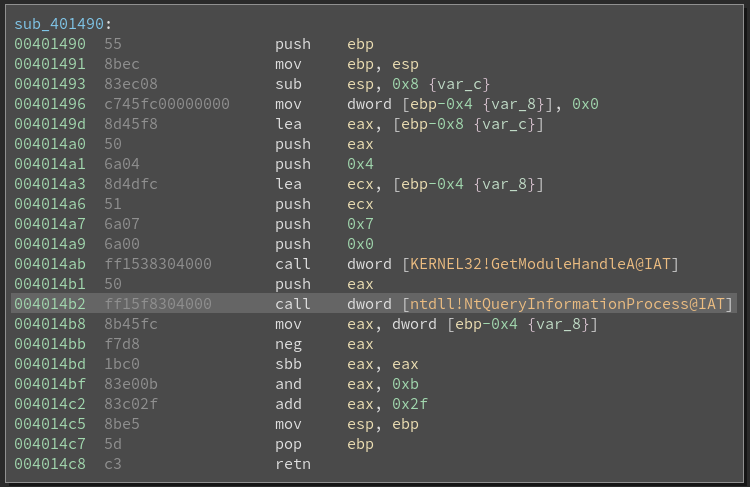 sub_401490:
00401490 55 push ebp
00401491 8bec mov ebp, esp
00401493 83ec08 sub esp, 0x8 {var_c}
00401496 c745fc00000000 mov dword [ebp-0x4 {var_8}], 0x0
0040149d 8d45f8 lea eax, [ebp-0x8 {var_c}]
004014a0 50 push eax
004014a1 6a04 push 0x4
004014a3 8d4dfc lea ecx, [ebp-0x4 {var_8}]
004014a6 51 push ecx
004014a7 6a07 push 0x7
004014a9 6a00 push 0x0
004014ab ff1538304000 call dword [KERNEL32!GetModuleHandleA@IAT]
004014b1 50 push eax
004014b2 ff15f8304000 call dword [ntdll!NtQueryInformationProcess@IAT]
004014b8 8b45fc mov eax, dword [ebp-0x4 {var_8}]
004014bb f7d8 neg eax
004014bd 1bc0 sbb eax, eax
004014bf 83e00b and eax, 0xb
004014c2 83c02f add eax, 0x2f
004014c5 8be5 mov esp, ebp
004014c7 5d pop ebp
004014c8 c3 retn